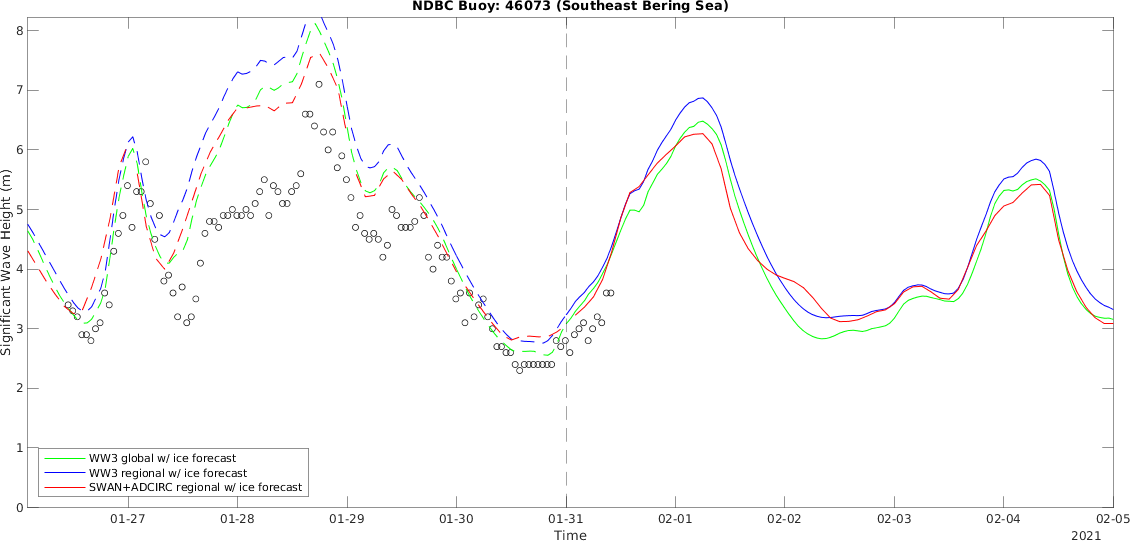 NDBC Buoy: 46073 (Southeast Bering Sea)
8
7
6
5
4
3
2
1
0
Significant Wave Height (m)
WW3 global w/ ice forecast
WW3 regional w/ ice forecast
SWAN+ADCIRC regional w/ ice forecast
01-27 01-28 01-29 01-30 01-31 02-01 02-02 02-03 02-04 02-05
Time
2021